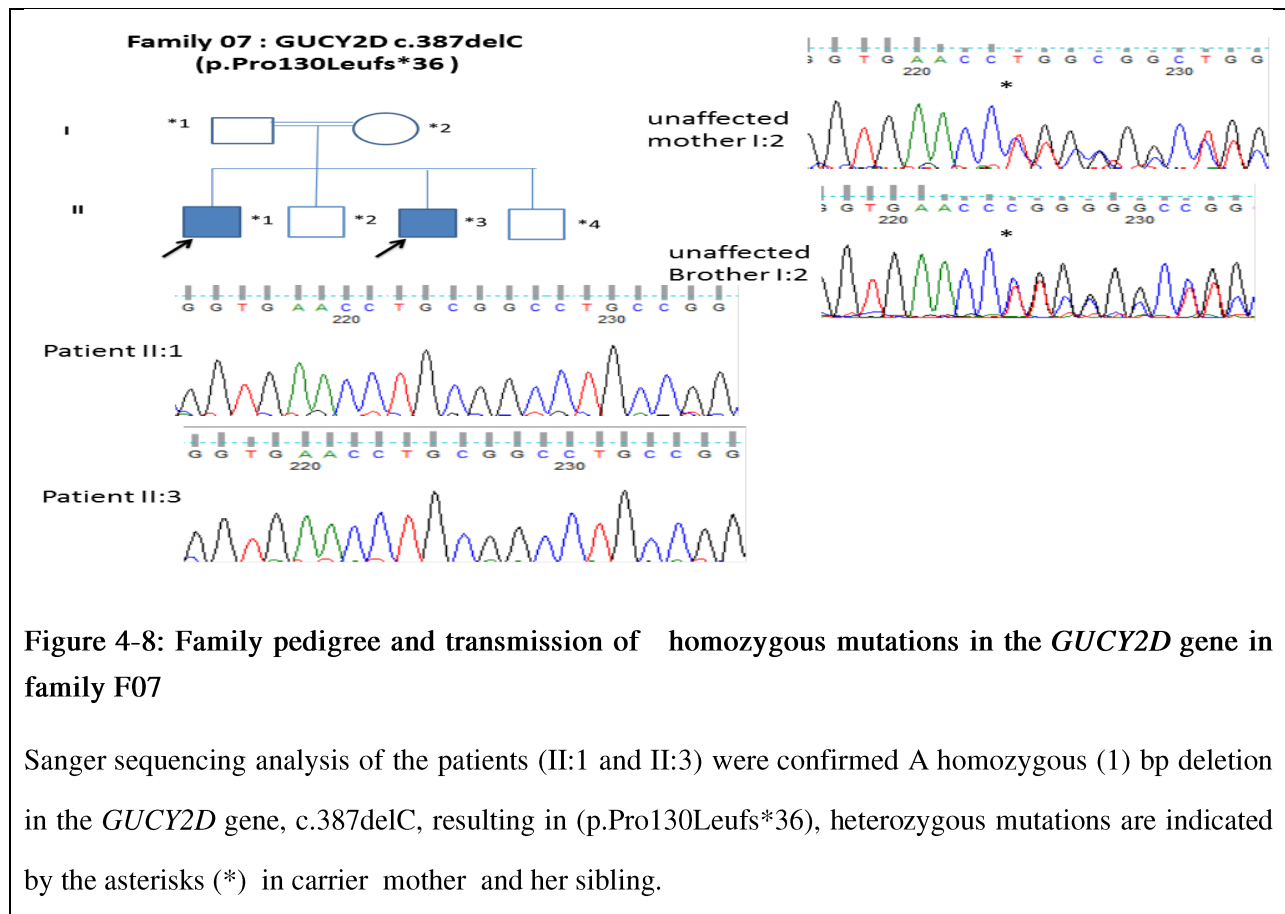 Family 07 : GUCY2D c.387delC
(p.Pro130Leufs*36 )
I
*1
*2
II
*1
*2
*3
*4
G G T G A A C C T G G C G G C T G G
220
230
*
unaffected
mother I:2
G G T G A A C C C G G G G G C C G G
220
230
*
unaffected
Brother I:2
G G T G A A C C T G C G G C C T G C C G G
220
230
Patient II:1
G G T G A A C C T G C G G C C T G C C G G
220
230
Patient II:3
Figure 4-8: Family pedigree and transmission of homozygous mutations in the GUCY2D gene in
family F07
Sanger sequencing analysis of the patients (II:1 and II:3) were confirmed A homozygous (1) bp deletion
in the GUCY2D gene, c.387delC, resulting in (p.Pro130Leufs*36), heterozygous mutations are indicated
by the asterisks (*) in carrier mother and her sibling.